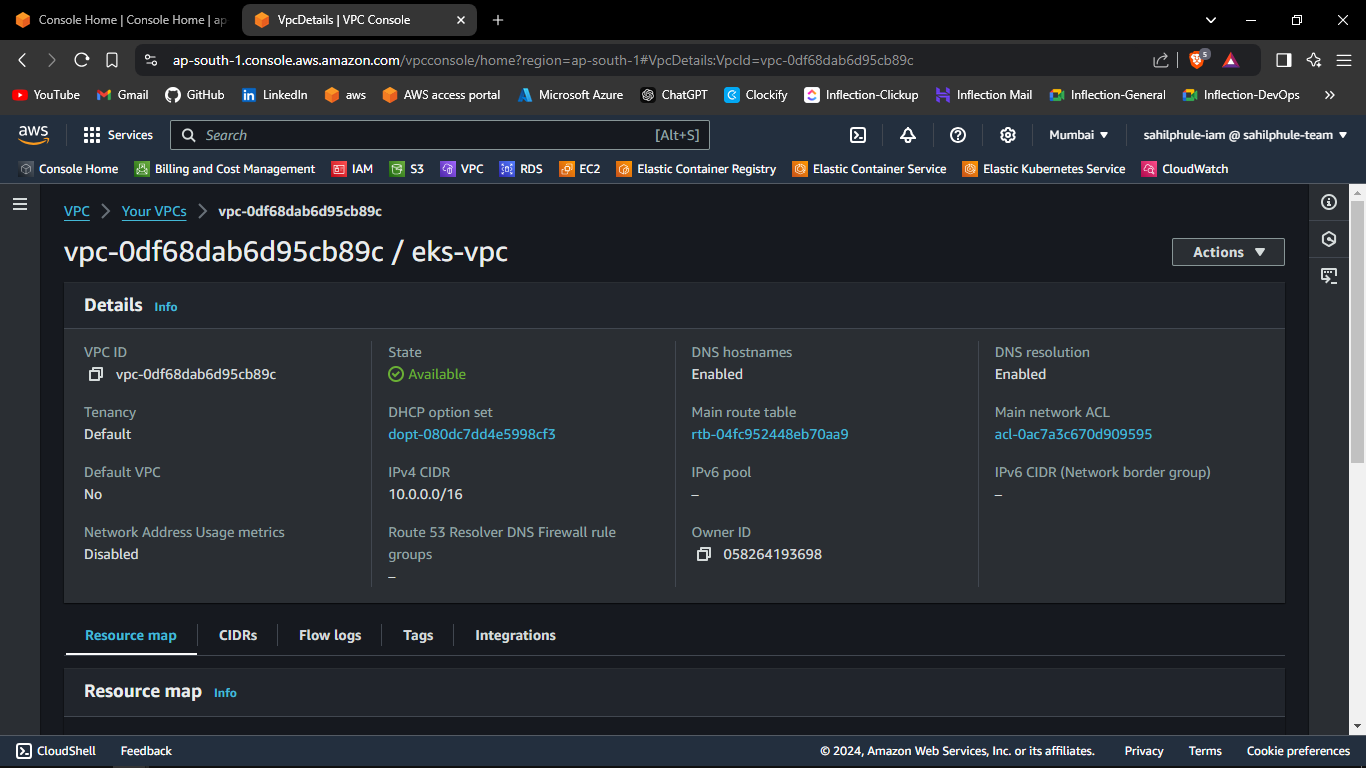 Console Home | Console Home | ap
VpcDetails | VPC Console
ap-south-1.console.aws.amazon.com/vpcconsole/home?region=ap-south-1#VpcDetails:VpcId=vpc-0df68dab6d95cb89c
5
YouTube Gmail GitHub LinkedIn aws AWS access portal Microsoft Azure ChatGPT Clockify Inflection-Clickup Inflection Mail Inflection-General Inflection-DevOps
aws Services Search [Alt+S] Mumbai sahilphule-iam @ sahilphule-team
Console Home Billing and Cost Management IAM S3 VPC RDS EC2 Elastic Container Registry Elastic Container Service Elastic Kubernetes Service CloudWatch
VPC Your VPCs vpc-0df68dab6d95cb89c
vpc-0df68dab6d95cb89c / eks-vpc
Actions
Details Info
VPC ID
vpc-0df68dab6d95cb89c
State
Available
DNS hostnames
Enabled
DNS resolution
Enabled
Tenancy
Default
DHCP option set
dopt-080dc7dd4e5998cf3
Main route table
rtb-04fc952448eb70aa9
Main network ACL
acl-0ac7a3c670d909595
Default VPC
No
IPv4 CIDR
10.0.0.0/16
IPv6 pool
–
IPv6 CIDR (Network border group)
–
Network Address Usage metrics
Disabled
Route 53 Resolver DNS Firewall rule
groups
–
Owner ID
058264193698
Resource map CIDRs Flow logs Tags Integrations
Resource map Info
CloudShell Feedback © 2024, Amazon Web Services, Inc. or its affiliates. Privacy Terms Cookie preferences